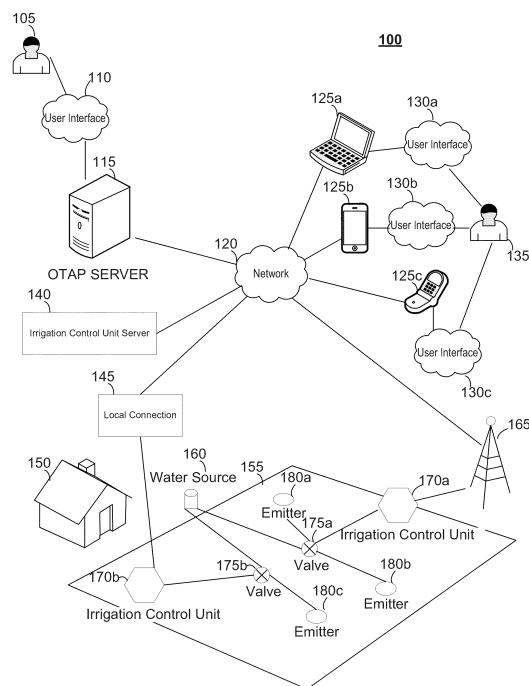 105
100
110
User Interface
125a
130a
User Interface
115
125b
130b
User Interface
135
120
Network
OTAP SERVER
125c
140
Irrigation Control Unit Server
User Interface
130c
145
Local Connection
165
150
160
Water Source
155
180a
Emitter
170a
175a
Irrigation Control Unit
Valve
170b
175b
Valve
180b
Emitter
Irrigation Control Unit
180c
Emitter